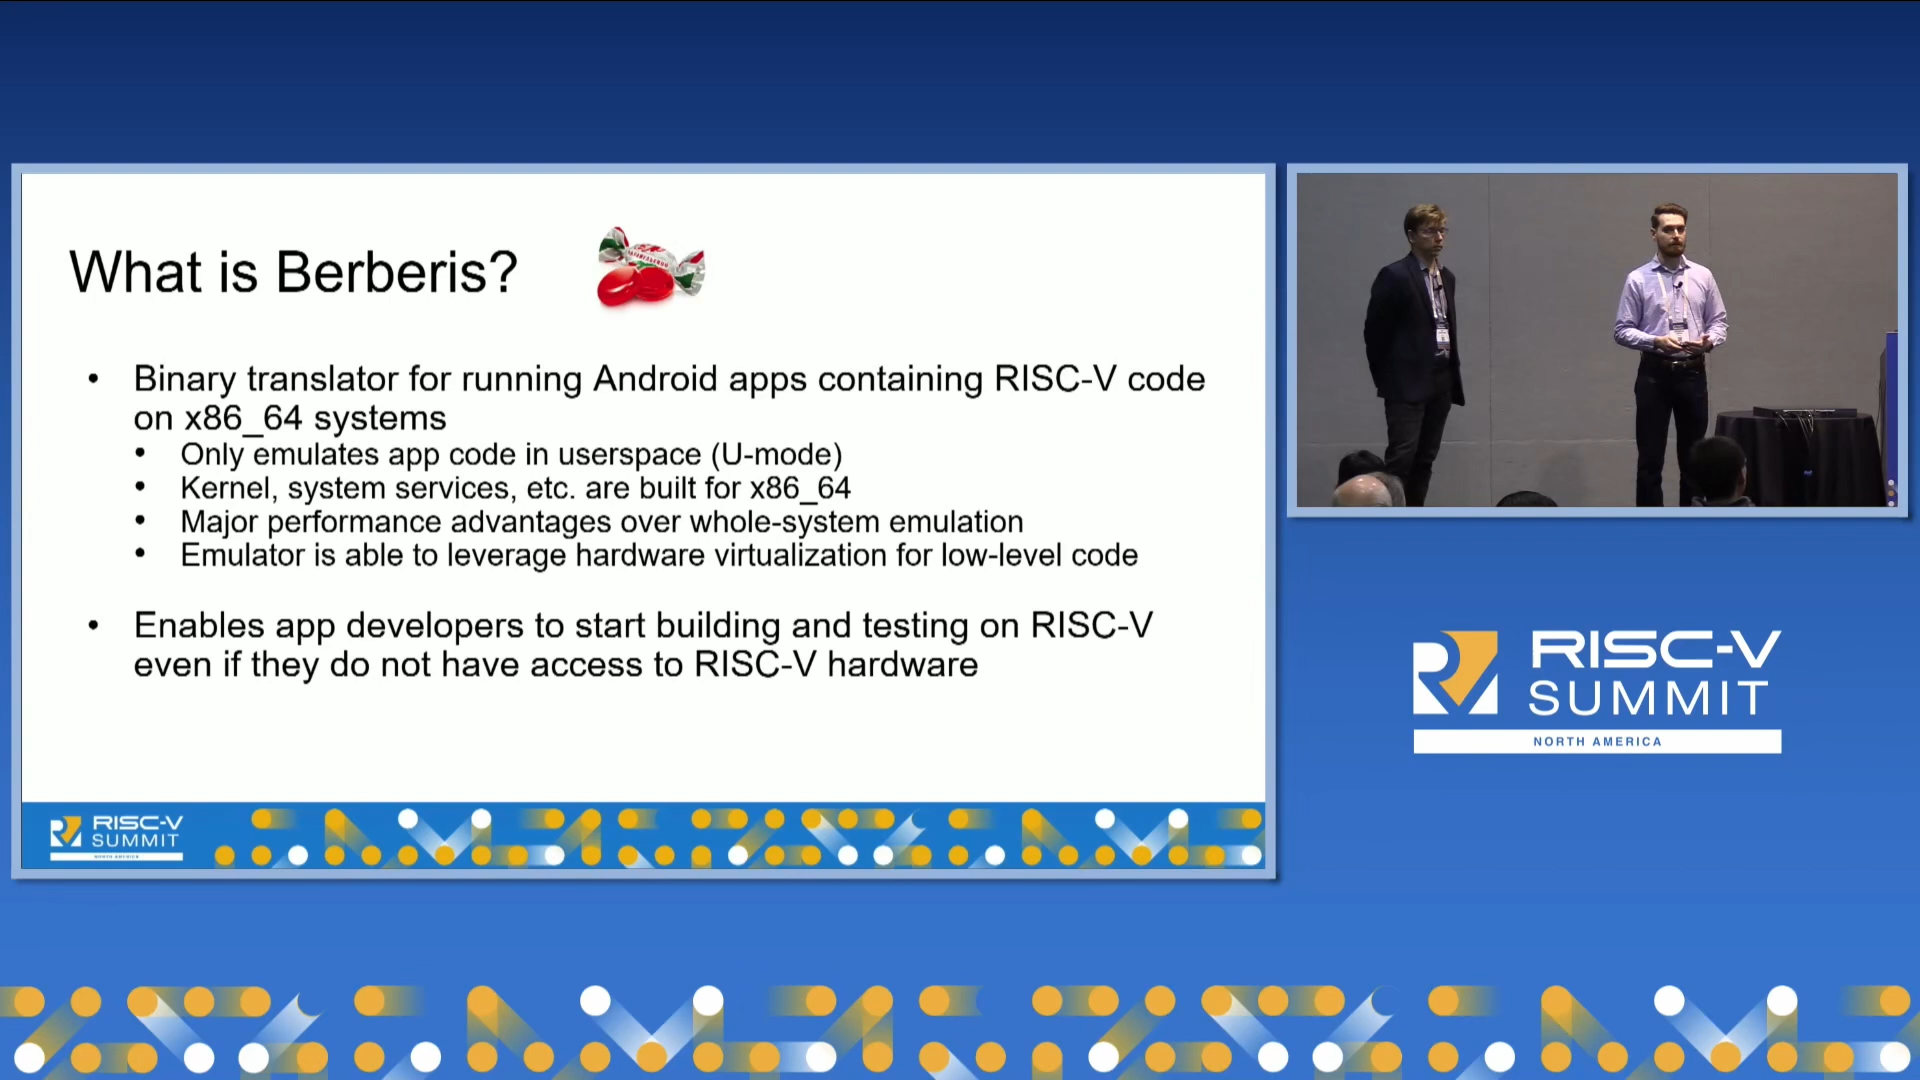 What is Berberis?
• Binary translator for running Android apps containing RISC-V code
on x86_64 systems
• Only emulates app code in userspace (U-mode)
• Kernel, system services, etc. are built for x86_64
• Major performance advantages over whole-system emulation
• Emulator is able to leverage hardware virtualization for low-level code
• Enables app developers to start building and testing on RISC-V
even if they do not have access to RISC-V hardware
RISC-V
SUMMIT
NORTH AMERICA
RISC-V
SUMMIT
NORTH AMERICA